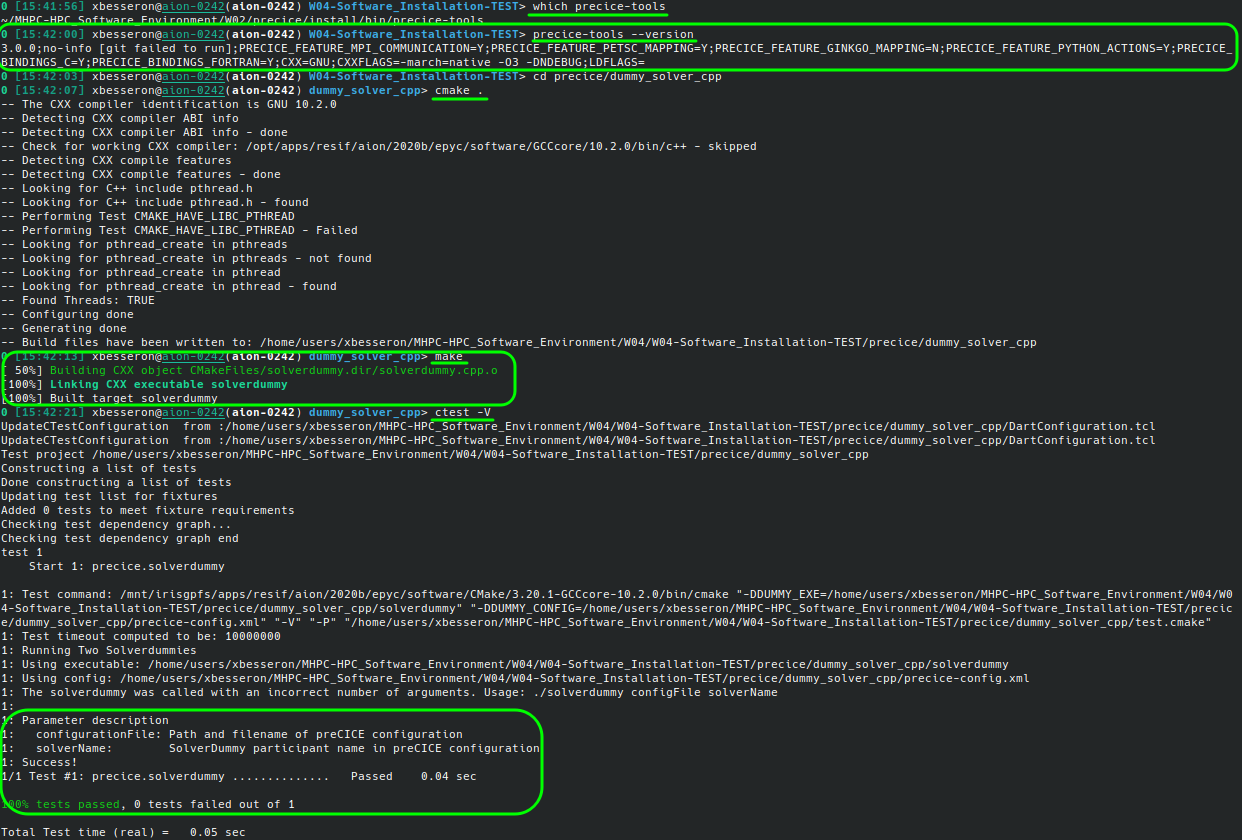 0 [15:41:56] xbesseron@aion-0242(aion-0242) W04-Software_Installation-TEST> which precice-tools
~/MHPC-HPC_Software_Environment/W02/precice/install/bin/precice-tools
0 [15:42:00] xbesseron@aion-0242(aion-0242) W04-Software_Installation-TEST> precice-tools --version
3.0.0;no-info [git failed to run];PRECICE_FEATURE_MPI_COMMUNICATION=Y;PRECICE_FEATURE_PETSC_MAPPING=Y;PRECICE_FEATURE_GINKGO_MAPPING=N;PRECICE_FEATURE_PYTHON_ACTIONS=Y;PRECICE_
BINDINGS_C=Y;PRECICE_BINDINGS_FORTRAN=Y;CXX=GNU;CXXFLAGS=-march=native -O3 -DNDEBUG;LDFLAGS=
0 [15:42:03] xbesseron@aion-0242(aion-0242) W04-Software_Installation-TEST> cd precice/dummy_solver_cpp
0 [15:42:07] xbesseron@aion-0242(aion-0242) dummy_solver_cpp> cmake .
-- The CXX compiler identification is GNU 10.2.0
-- Detecting CXX compiler ABI info
-- Detecting CXX compiler ABI info - done
-- Check for working CXX compiler: /opt/apps/resif/aion/2020b/epyc/software/GCCcore/10.2.0/bin/c++ - skipped
-- Detecting CXX compile features
-- Detecting CXX compile features - done
-- Looking for C++ include pthread.h
-- Looking for C++ include pthread.h - found
-- Performing Test CMAKE_HAVE_LIBC_PTHREAD
-- Performing Test CMAKE_HAVE_LIBC_PTHREAD - Failed
-- Looking for pthread_create in pthreads
-- Looking for pthread_create in pthreads - not found
-- Looking for pthread_create in pthread
-- Looking for pthread_create in pthread - found
-- Found Threads: TRUE
-- Configuring done
-- Generating done
-- Build files have been written to: /home/users/xbesseron/MHPC-HPC_Software_Environment/W04/W04-Software_Installation-TEST/precice/dummy_solver_cpp
0 [15:42:13] xbesseron@aion-0242(aion-0242) dummy_solver_cpp> make
[ 50%] Building CXX object CMakeFiles/solverdummy.dir/solverdummy.cpp.o
[100%] Linking CXX executable solverdummy
[100%] Built target solverdummy
0 [15:42:21] xbesseron@aion-0242(aion-0242) dummy_solver_cpp> ctest -V
UpdateCTestConfiguration  from :/home/users/xbesseron/MHPC-HPC_Software_Environment/W04/W04-Software_Installation-TEST/precice/dummy_solver_cpp/DartConfiguration.tcl
UpdateCTestConfiguration  from :/home/users/xbesseron/MHPC-HPC_Software_Environment/W04/W04-Software_Installation-TEST/precice/dummy_solver_cpp/DartConfiguration.tcl
Test project /home/users/xbesseron/MHPC-HPC_Software_Environment/W04/W04-Software_Installation-TEST/precice/dummy_solver_cpp
Constructing a list of tests
Done constructing a list of tests
Updating test list for fixtures
Added 0 tests to meet fixture requirements
Checking test dependency graph...
Checking test dependency graph end
test 1
    Start 1: precice.solverdummy
1: Test command: /mnt/irisgpfs/apps/resif/aion/2020b/epyc/software/CMake/3.20.1-GCCcore-10.2.0/bin/cmake "-DDUMMY_EXE=/home/users/xbesseron/MHPC-HPC_Software_Environment/W04/W0
4-Software_Installation-TEST/precice/dummy_solver_cpp/solverdummy" "-DDUMMY_CONFIG=/home/users/xbesseron/MHPC-HPC_Software_Environment/W04/W04-Software_Installation-TEST/precic
e/dummy_solver_cpp/precice-config.xml" "-V" "-P" "/home/users/xbesseron/MHPC-HPC_Software_Environment/W04/W04-Software_Installation-TEST/precice/dummy_solver_cpp/test.cmake"
1: Test timeout computed to be: 10000000
1: Running Two Solverdummies
1: Using executable: /home/users/xbesseron/MHPC-HPC_Software_Environment/W04/W04-Software_Installation-TEST/precice/dummy_solver_cpp/solverdummy
1: Using config: /home/users/xbesseron/MHPC-HPC_Software_Environment/W04/W04-Software_Installation-TEST/precice/dummy_solver_cpp/precice-config.xml
1: The solverdummy was called with an incorrect number of arguments. Usage: ./solverdummy configFile solverName
1:
1: Parameter description
1:   configurationFile: Path and filename of preCICE configuration
1:   solverName:        SolverDummy participant name in preCICE configuration
1: Success!
1/1 Test #1: precice.solverdummy ..............   Passed    0.04 sec
100% tests passed, 0 tests failed out of 1
Total Test time (real) =   0.05 sec